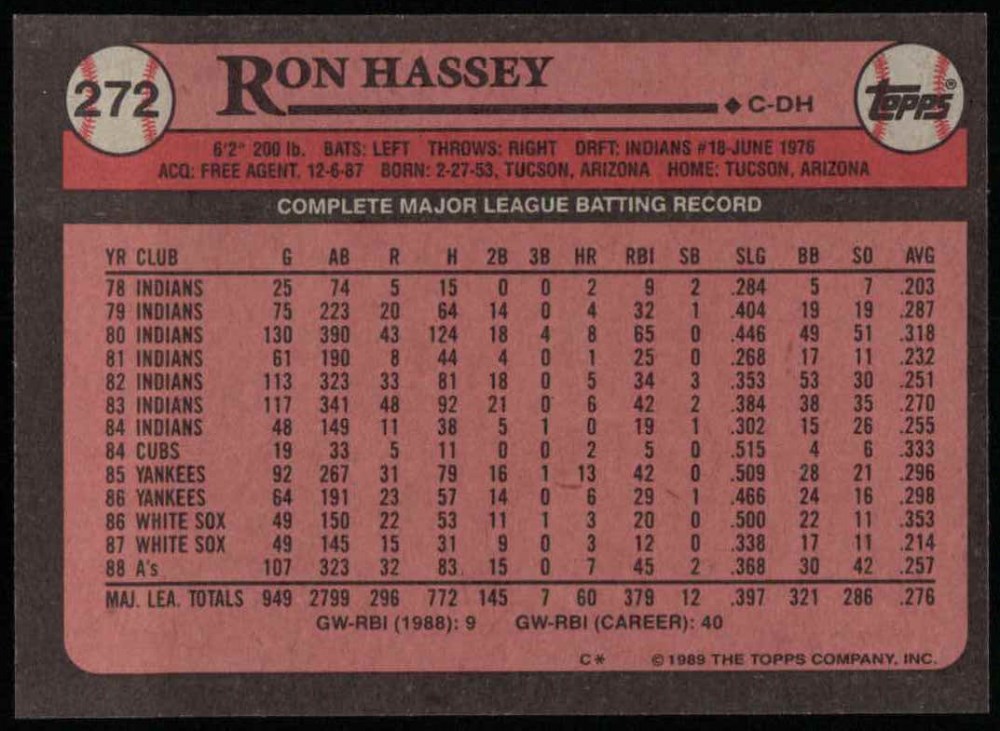 272 RON HASSEY C-DH Topps®
6'2" 200 lb. BATS: LEFT THROWS: RIGHT DRFT: INDIANS #18-JUNE 1976
ACQ: FREE AGENT, 12-6-87 BORN: 2-27-53, TUCSON, ARIZONA HOME: TUCSON, ARIZONA
COMPLETE MAJOR LEAGUE BATTING RECORD
YR CLUB G AB R H 2B 3B HR RBI SB SLG BB SO AVG
78 INDIANS 25 74 5 15 0 0 2 9 2 .284 5 7 .203
79 INDIANS 75 223 20 64 14 0 4 32 1 .404 19 19 .287
80 INDIANS 130 390 43 124 18 4 8 65 0 .446 49 51 .318
81 INDIANS 61 190 8 44 4 0 1 25 0 .268 17 11 .232
82 INDIANS 113 323 33 81 18 0 5 34 3 .353 53 30 .251
83 INDIANS 117 341 48 92 21 0 6 42 2 .384 38 35 .270
84 INDIANS 48 149 11 38 5 1 0 19 1 .302 15 26 .255
84 CUBS 19 33 5 11 0 0 2 5 0 .515 4 6 .333
85 YANKEES 92 267 31 79 16 1 13 42 0 .509 28 21 .296
86 YANKEES 64 191 23 57 14 0 6 29 1 .466 24 16 .298
86 WHITE SOX 49 150 22 53 11 1 3 20 0 .500 22 11 .353
87 WHITE SOX 49 145 15 31 9 0 3 12 0 .338 17 11 .214
88 A's 107 323 32 83 15 0 7 45 2 .368 30 42 .257
MAJ. LEA. TOTALS 949 2799 296 772 145 7 60 379 12 .397 321 286 .276
GW-RBI (1988): 9 GW-RBI (CAREER): 40
C* © 1989 THE TOPPS COMPANY, INC.